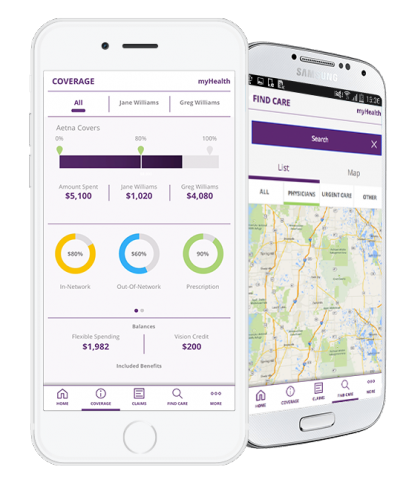 COVERAGE
myHealth
All
Jane Williams
Greg Williams
Aetna Covers
0%
80%
100%
Amount Spent
$5,100
Jane Williams
$1,020
Greg Williams
$4,080
$80%
$60%
90%
In-Network
Out-Of-Network
Prescription
Balances
Flexible Spending
$1,982
Vision Credit
$200
Included Benefits
HOME
COVERAGE
CLAIMS
FIND CARE
MORE
SAMSUNG
15:36
FIND CARE
myHealth
Search
List
Map
ALL
PHYSICIANS
URGENT CARE
OTHER
HOME
COVERAGE
CLAIMS
FIND CARE
MORE